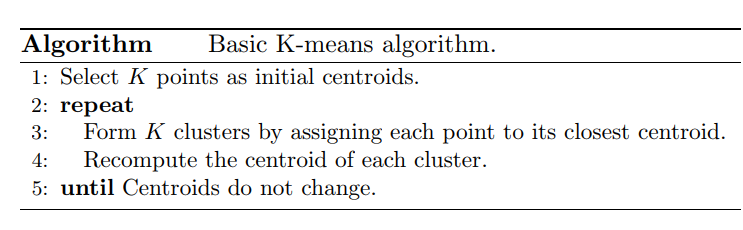 Algorithm Basic K-means algorithm.
1: Select K points as initial centroids.
2: repeat
3: Form K clusters by assigning each point to its closest centroid.
4: Recompute the centroid of each cluster.
5: until Centroids do not change.